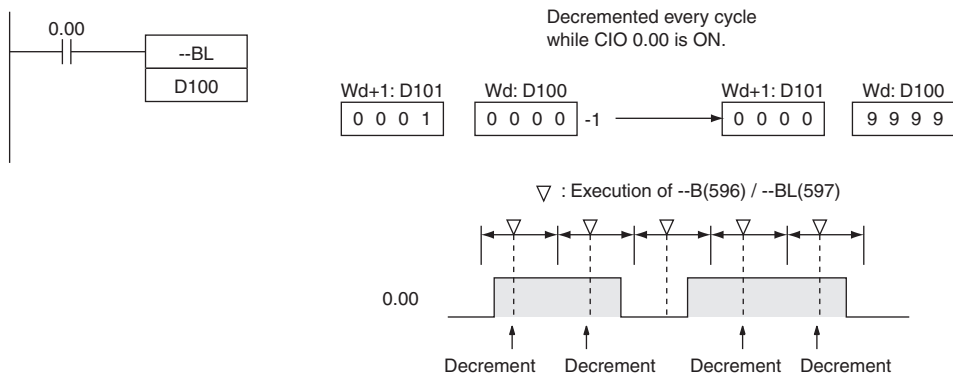 0.00
--BL
D100
Decremented every cycle
while CIO 0.00 is ON.
Wd+1: D101 Wd: D100 Wd+1: D101 Wd: D100
0 0 0 1 0 0 0 0 -1 0 0 0 0 9 9 9 9
▽ : Execution of --B(596) / --BL(597)
0.00
Decrement Decrement Decrement Decrement